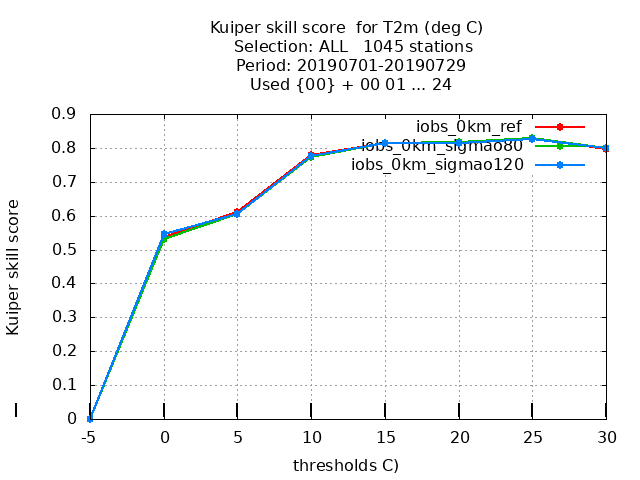 Kuiper skill score  for T2m (deg C)
Selection: ALL   1045 stations
Period: 20190701-20190729
Used {00} + 00 01 ... 24
Kuiper skill score
0.9
0.8
0.7
0.6
0.5
0.4
0.3
0.2
0.1
0
iobs_0km_ref
iobs_0km_sigmao80
iobs_0km_sigmao120
-5
0
5
10
15
20
25
30
thresholds C)